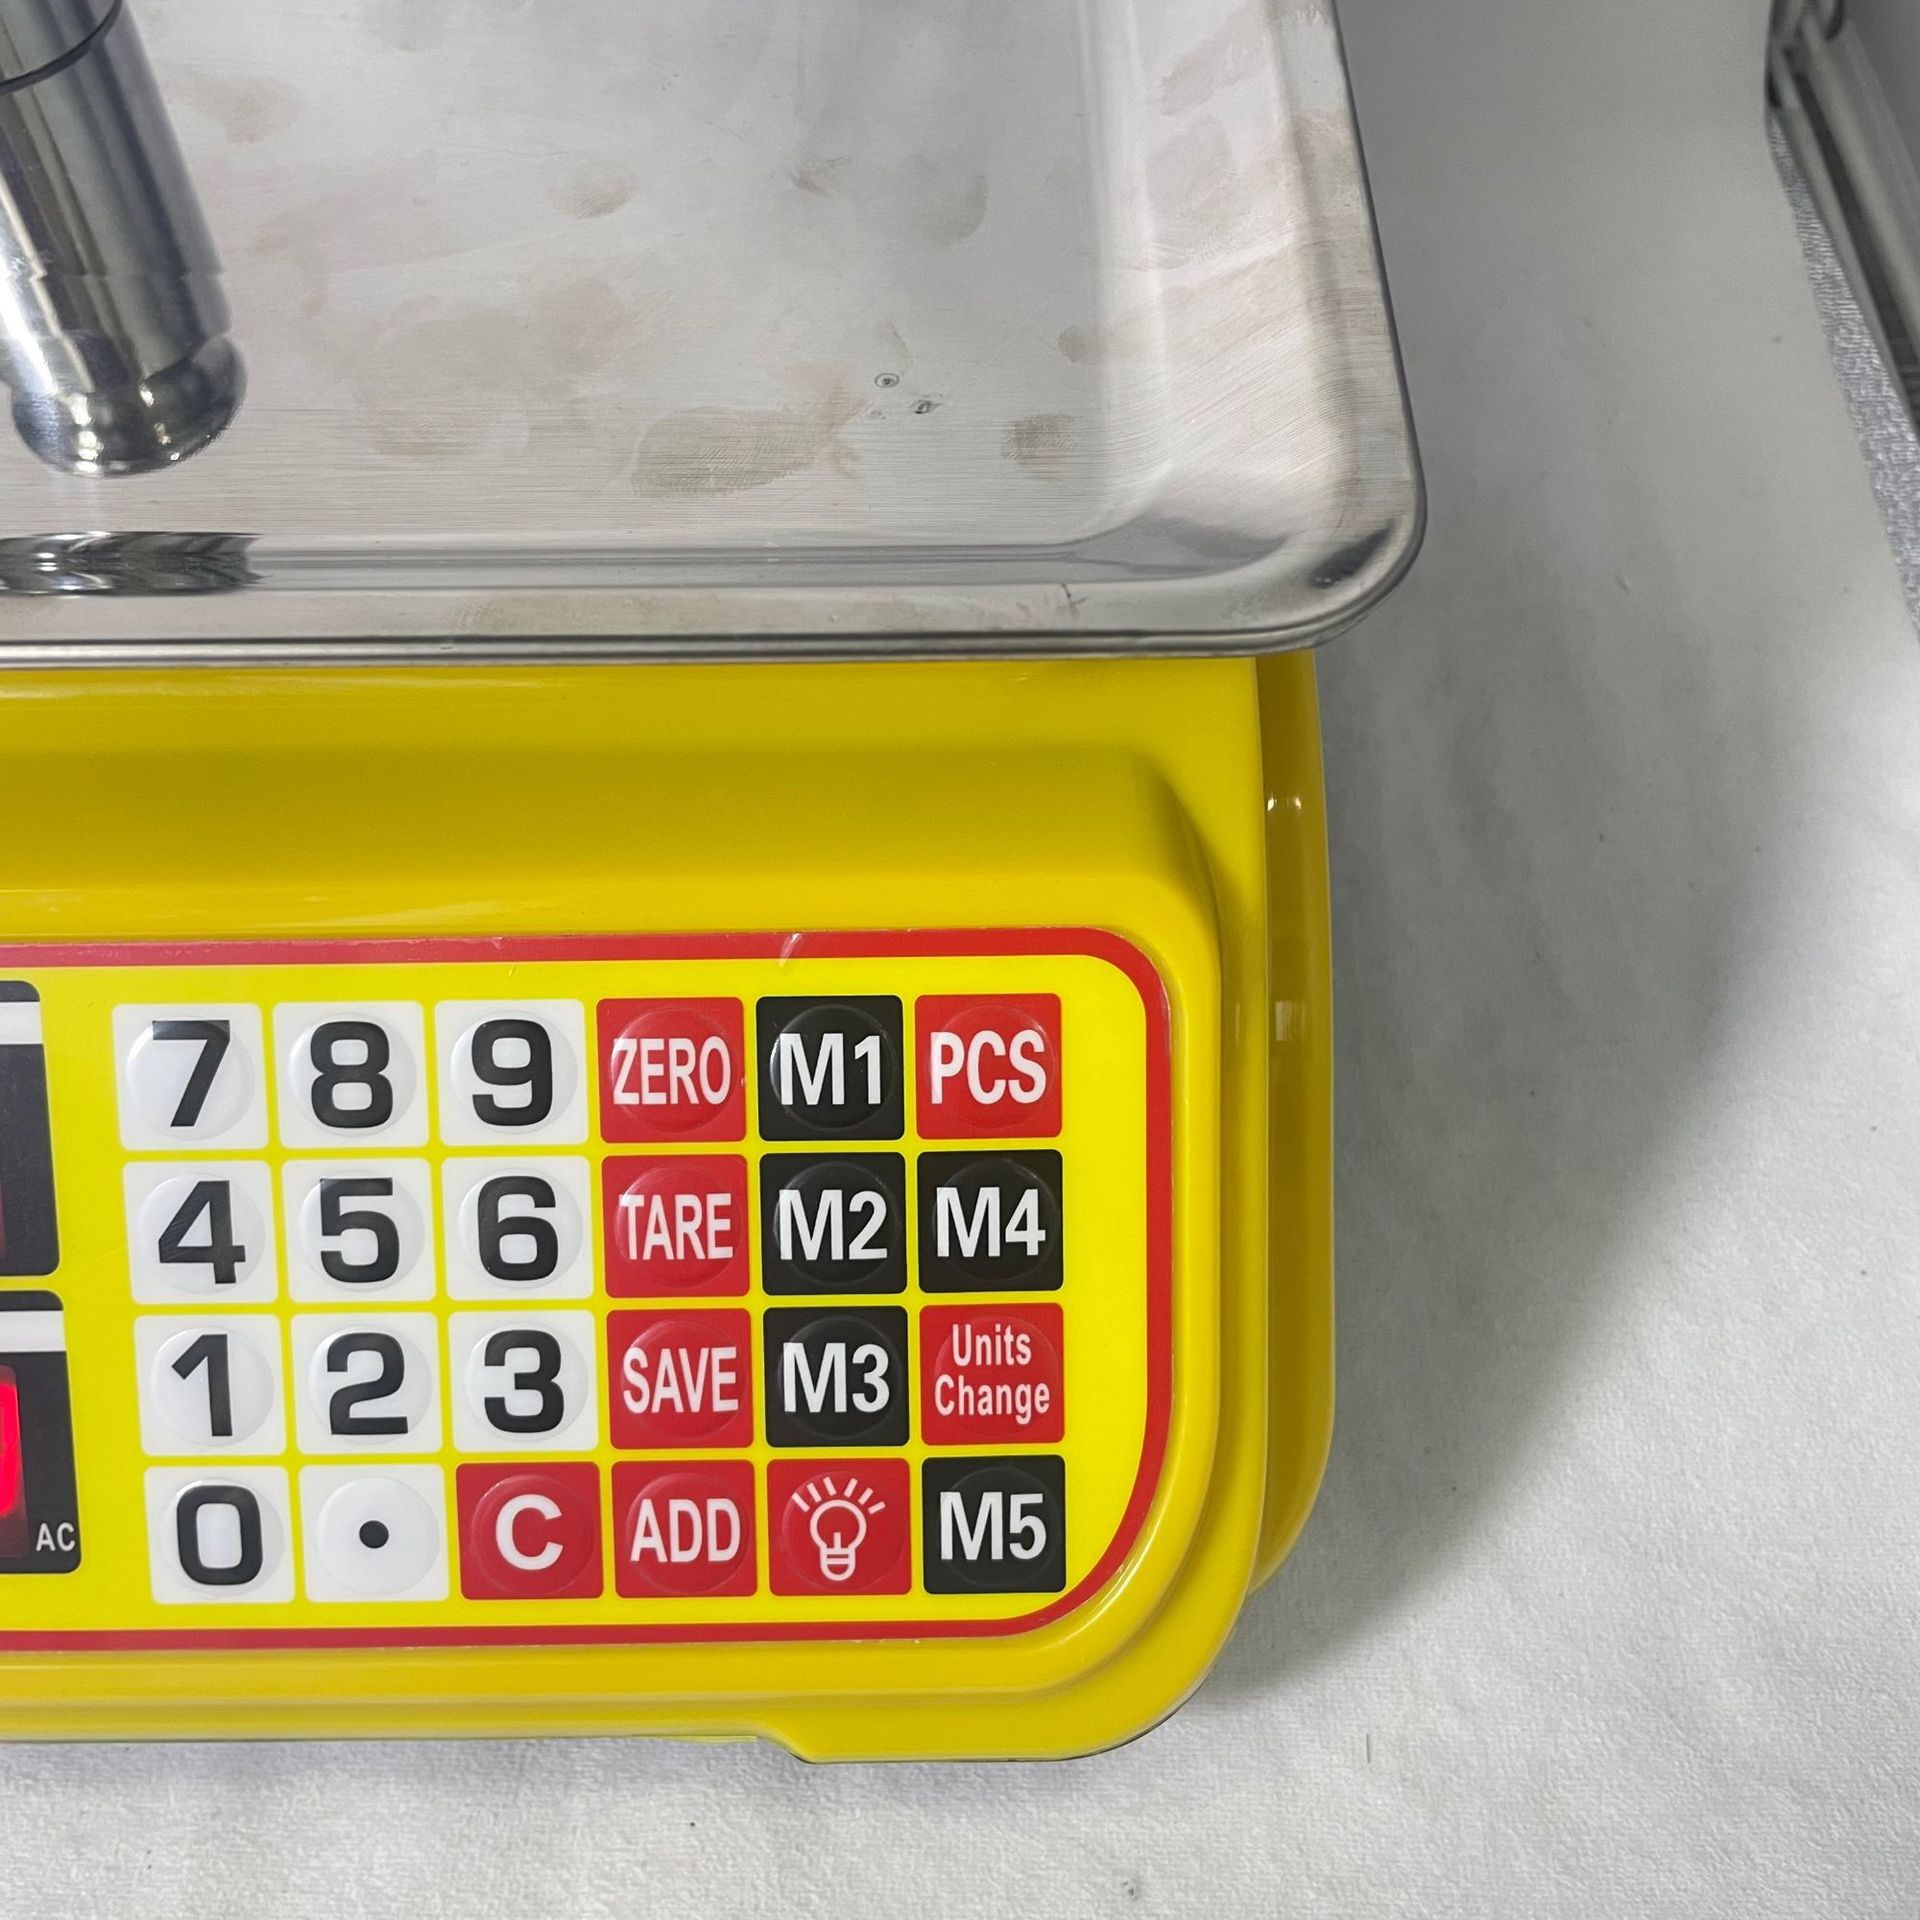 7 8 9 ZERO M1 PCS
4 5 6 TARE M2 M4
1 2 3 SAVE M3 Units
Change
0 • C ADD M5
AC